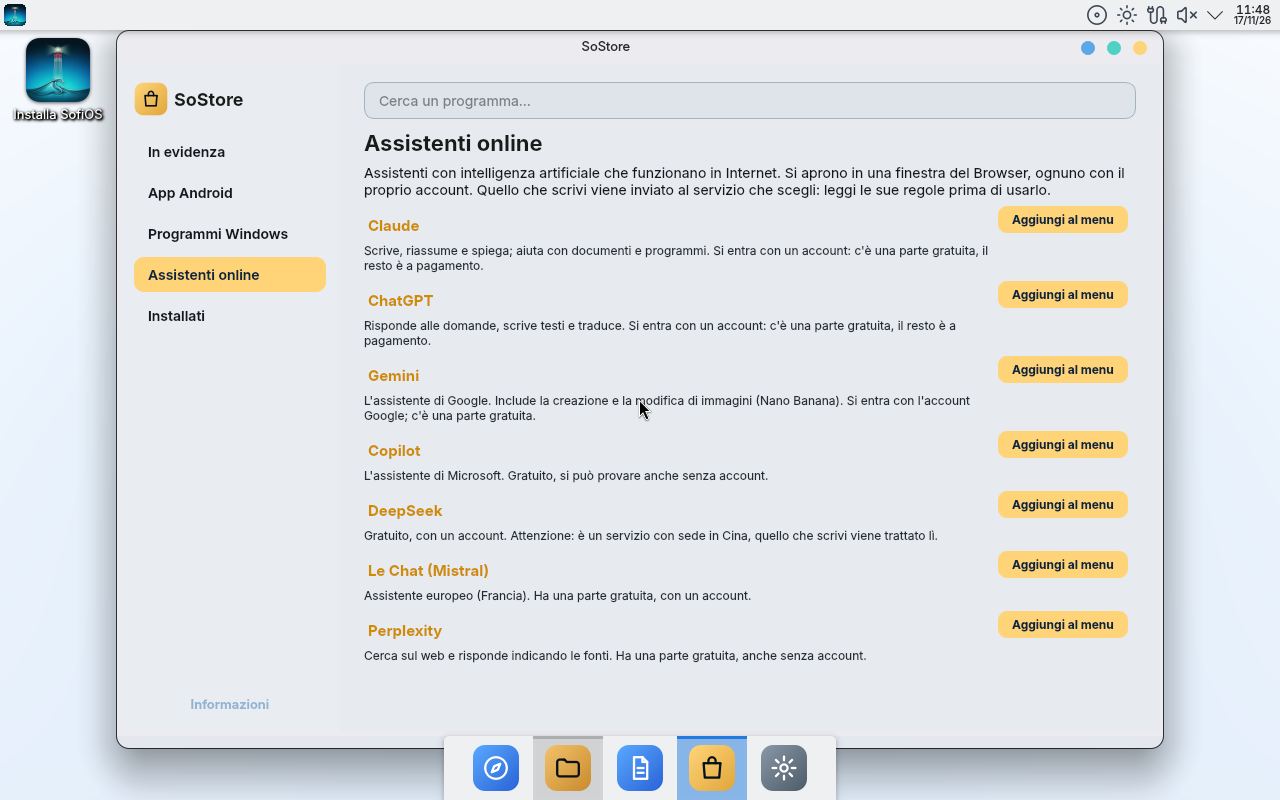 11:48
17/11/26
SoStore
Installa SofiOS
SoStore
In evidenza
App Android
Programmi Windows
Assistenti online
Installati
Informazioni
Cerca un programma...
Assistenti online
Assistenti con intelligenza artificiale che funzionano in Internet. Si aprono in una finestra del Browser, ognuno con il
proprio account. Quello che scrivi viene inviato al servizio che scegli: leggi le sue regole prima di usarlo.
Claude
Aggiungi al menu
Scrive, riassume e spiega; aiuta con documenti e programmi. Si entra con un account: c'è una parte gratuita, il
resto è a pagamento.
ChatGPT
Aggiungi al menu
Risponde alle domande, scrive testi e traduce. Si entra con un account: c'è una parte gratuita, il resto è a
pagamento.
Gemini
Aggiungi al menu
L'assistente di Google. Include la creazione e la modifica di immagini (Nano Banana). Si entra con l'account
Google; c'è una parte gratuita.
Copilot
Aggiungi al menu
L'assistente di Microsoft. Gratuito, si può provare anche senza account.
DeepSeek
Aggiungi al menu
Gratuito, con un account. Attenzione: è un servizio con sede in Cina, quello che scrivi viene trattato lì.
Le Chat (Mistral)
Aggiungi al menu
Assistente europeo (Francia). Ha una parte gratuita, con un account.
Perplexity
Aggiungi al menu
Cerca sul web e risponde indicando le fonti. Ha una parte gratuita, anche senza account.